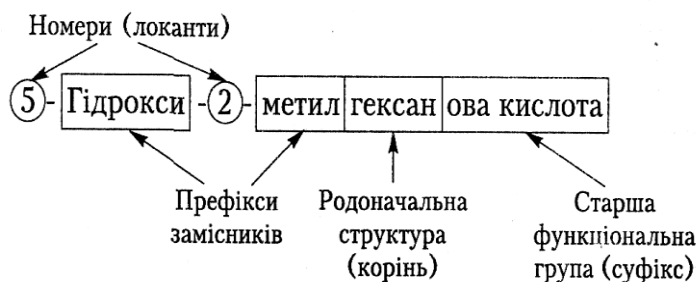 Номери (локанти)
5-Гідрокси-2-метилгексанова кислота
Префікси
замісників
Родоначальна
структура
(корінь)
Старша
функціональна
група (суфікс)